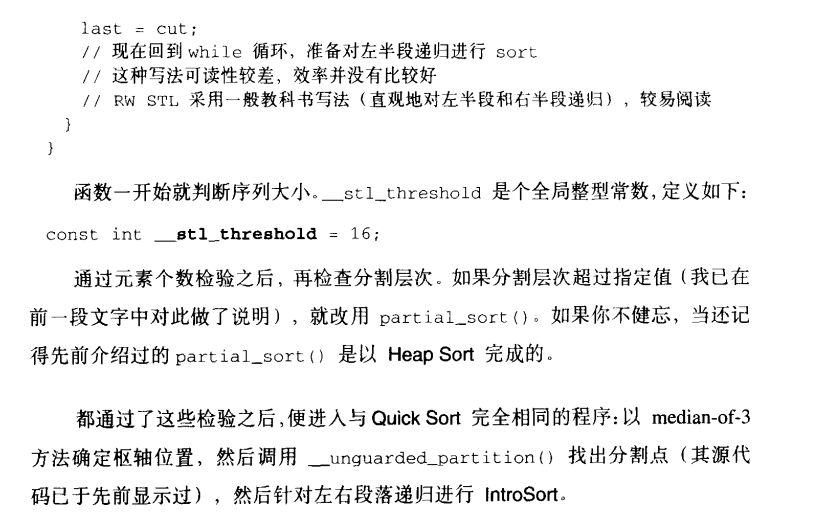 last = cut;
// 现在回到 while 循环，准备对左半段递归进行 sort
// 这种写法可读性较差，效率并没有比较好
// RW STL 采用一般教科书写法（直观地对左半段和右半段递归），较易阅读
}
}
函数一开始就判断序列大小。__stl_threshold 是个全局整型常数，定义如下：
const int __stl_threshold = 16;
通过元素个数检验之后，再检查分割层次。如果分割层次超过指定值（我已在
前一段文字中对此做了说明），就改用 partial_sort()。如果你不健忘，当还记
得先前介绍过的 partial_sort() 是以 Heap Sort 完成的。
都通过了这些检验之后，便进入与 Quick Sort 完全相同的程序：以 median-of-3
方法确定枢轴位置，然后调用 __unguarded_partition() 找出分割点（其源代
码已于先前显示过），然后针对左右段落递归进行 IntroSort。